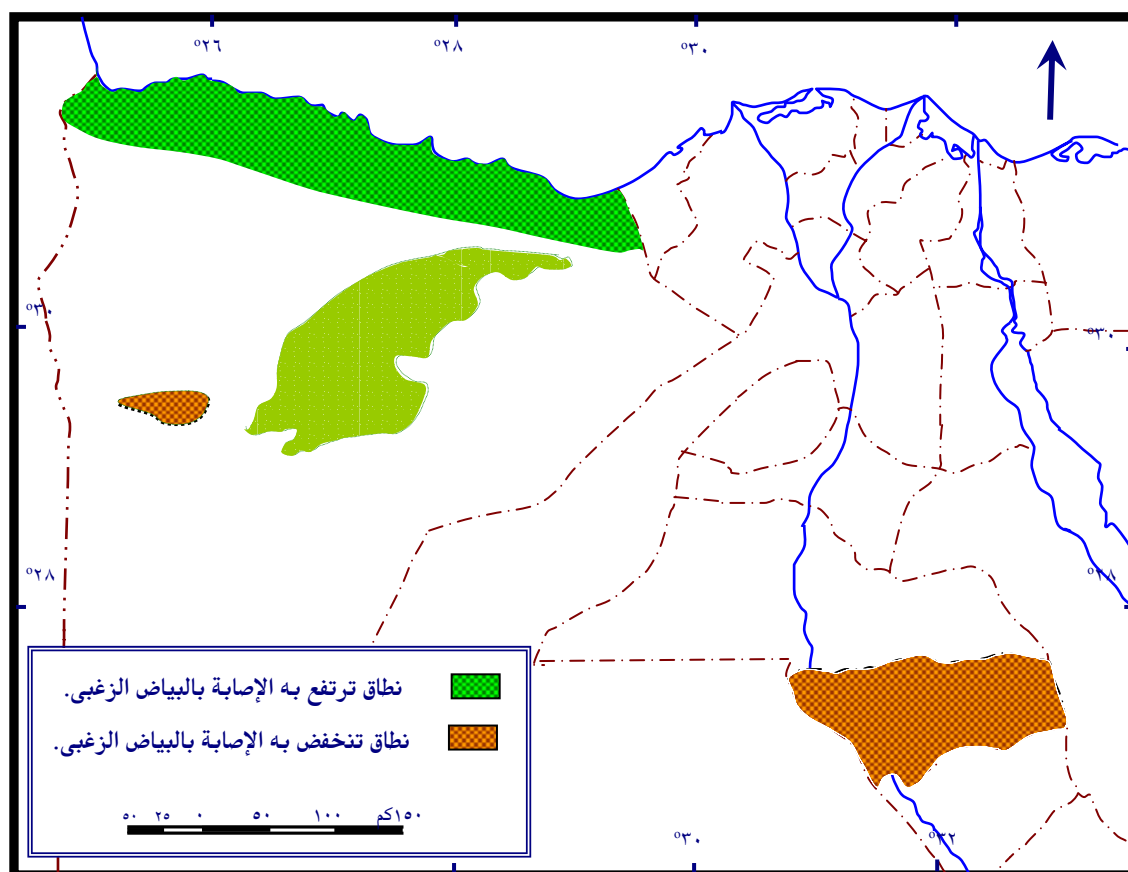 °٢٦ °٢٨ °٣٠
°٣٠ °٣٠
°٢٨ °٢٨
نطاق ترتفع به الإصابة بالبياض الزغبى.
نطاق تنخفض به الإصابة بالبياض الزغبى.
٥٠ ٢٥ ٠ ٥٠ ١٠٠ ١٥٠كم
°٣٠ °٣٢